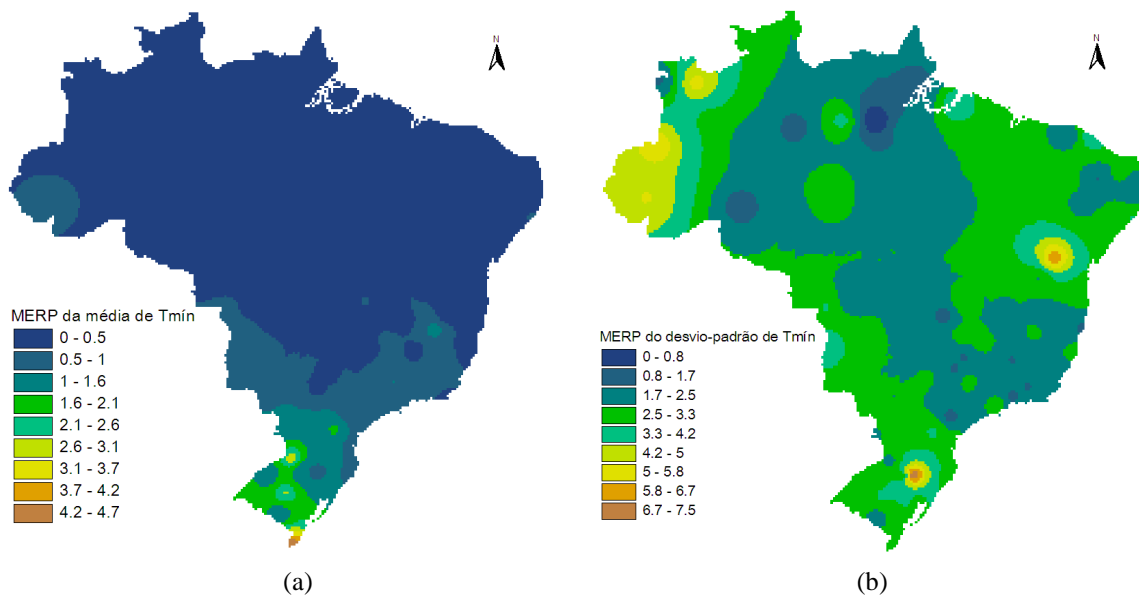 N
MERP da média de Tmín
0 - 0.5
0.5 - 1
1 - 1.6
1.6 - 2.1
2.1 - 2.6
2.6 - 3.1
3.1 - 3.7
3.7 - 4.2
4.2 - 4.7
(a)
N
MERP do desvio-padrão de Tmín
0 - 0.8
0.8 - 1.7
1.7 - 2.5
2.5 - 3.3
3.3 - 4.2
4.2 - 5
5 - 5.8
5.8 - 6.7
6.7 - 7.5
(b)